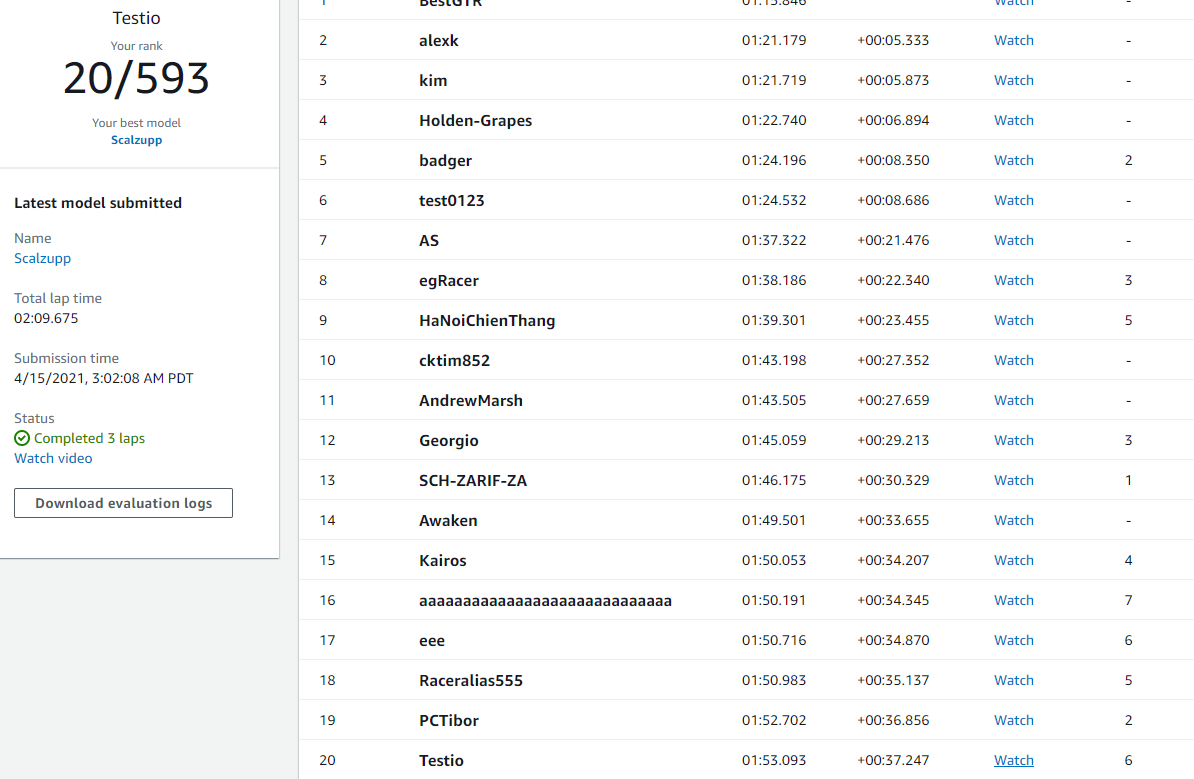 Testio
Your rank
20/593
Your best model
Scalzupp
Latest model submitted
Name
Scalzupp
Total lap time
02:09.675
Submission time
4/15/2021, 3:02:08 AM PDT
Status
Completed 3 laps
Watch video
Download evaluation logs
1 BestGTR 01:15.846 Watch -
2 alexk 01:21.179 +00:05.333 Watch -
3 kim 01:21.719 +00:05.873 Watch -
4 Holden-Grapes 01:22.740 +00:06.894 Watch -
5 badger 01:24.196 +00:08.350 Watch 2
6 test0123 01:24.532 +00:08.686 Watch -
7 AS 01:37.322 +00:21.476 Watch -
8 egRacer 01:38.186 +00:22.340 Watch 3
9 HaNoiChienThang 01:39.301 +00:23.455 Watch 5
10 cktim852 01:43.198 +00:27.352 Watch -
11 AndrewMarsh 01:43.505 +00:27.659 Watch -
12 Georgio 01:45.059 +00:29.213 Watch 3
13 SCH-ZARIF-ZA 01:46.175 +00:30.329 Watch 1
14 Awaken 01:49.501 +00:33.655 Watch -
15 Kairos 01:50.053 +00:34.207 Watch 4
16 aaaaaaaaaaaaaaaaaaaaaaaaaaaaa 01:50.191 +00:34.345 Watch 7
17 eee 01:50.716 +00:34.870 Watch 6
18 Raceralias555 01:50.983 +00:35.137 Watch 5
19 PCTibor 01:52.702 +00:36.856 Watch 2
20 Testio 01:53.093 +00:37.247 Watch 6